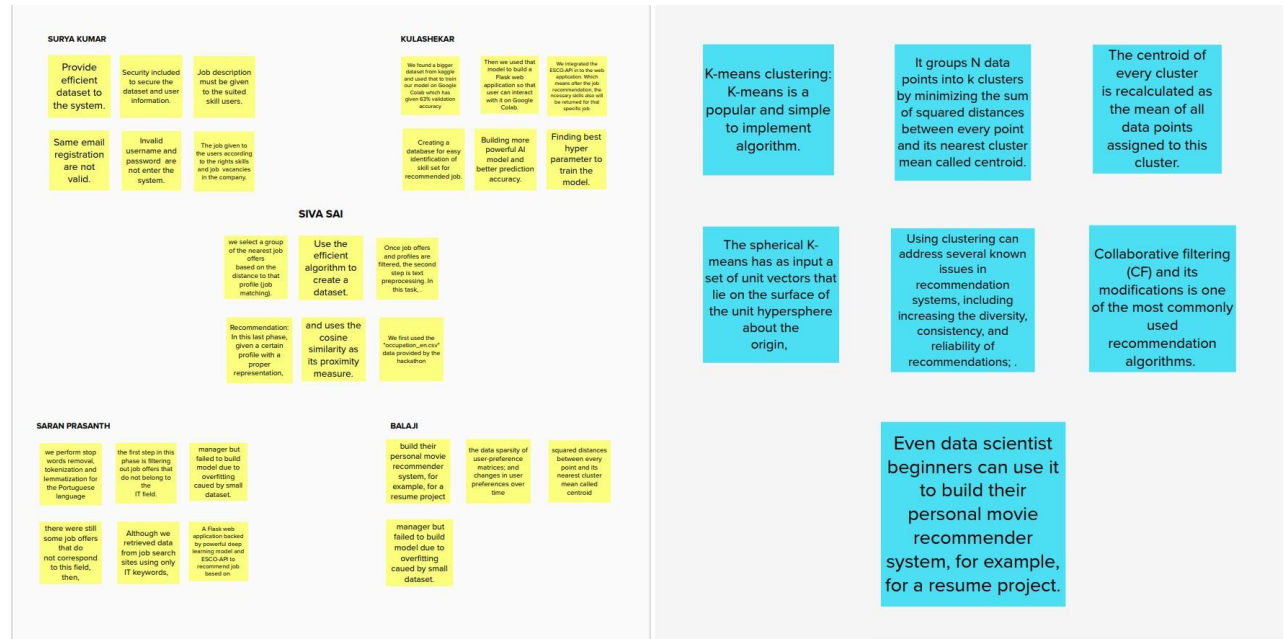 SURYA KUMAR
Provide
efficient
dataset to
the system.
Security included
to secure the
dataset and user
information.
Job description
must be given
to the suited
skill users.
Same email
registration
are not
valid.
Invalid
username and
password are
not enter the
system.
The job given to
the users according
to the rights skills
and job vacancies
in the company.
KULASHEKAR
We found a bigger
dataset from kaggle
and used that to train
our model on Google
Colab which has
given 63% validation
accuracy
Then we used that
model to build a
Flask web
application so that
user can interact
with it on Google
Colab.
We integrated the
ESCO-API in to the web
application. Which
means after the job
recommendation, the
necessary skills also will
be returned for that
specific job.
Creating a
database for easy
identification of
skill set for
recommended job.
Building more
powerful AI
model and
better prediction
accuracy.
Finding best
hyper
parameter to
train the
model.
SIVA SAI
we select a group
of the nearest job
offers
based on the
distance to that
profile (job
matching).
Use the
efficient
algorithm to
create a
dataset.
Once job offers
and profiles are
filtered, the second
step is text
preprocessing. In
this task, .
Recommendation:
In this last phase,
given a certain
profile with a
proper
representation,
and uses the
cosine
similarity as
its proximity
measure.
We first used the
"occupation_en.csv"
data provided by the
hackathon
SARAN PRASANTH
we perform stop
words removal,
tokenization and
lemmatization for
the Portuguese
language
the first step in this
phase is filtering
out job offers that
do not belong to
the
IT field.
manager but
failed to build
model due to
overfitting
caued by small
dataset.
there were still
some job offers
that do
not correspond
to this field,
then,
Although we
retrieved data
from job search
sites using only
IT keywords,
A Flask web
application backed
by powerful deep
learning model and
ESCO-API to
recommend job
based on
BALAJI
build their
personal movie
recommender
system, for
example, for a
resume project
the data sparsity of
user-preference
matrices; and
changes in user
preferences over
time
squared distances
between every
point and its
nearest cluster
mean called
centroid
manager but
failed to build
model due to
overfitting
caued by small
dataset.
K-means clustering:
K-means is a
popular and simple
to implement
algorithm.
It groups N data
points into k clusters
by minimizing the sum
of squared distances
between every point
and its nearest cluster
mean called centroid.
The centroid of
every cluster
is recalculated as
the mean of all
data points
assigned to this
cluster.
The spherical K-
means has as input a
set of unit vectors that
lie on the surface of
the unit hypersphere
about the
origin,
Using clustering can
address several known
issues in
recommendation
systems, including
increasing the diversity,
consistency, and
reliability of
recommendations; .
Collaborative filtering
(CF) and its
modifications is one
of the most commonly
used
recommendation
algorithms.
Even data scientist
beginners can use it
to build their
personal movie
recommender
system, for example,
for a resume project.